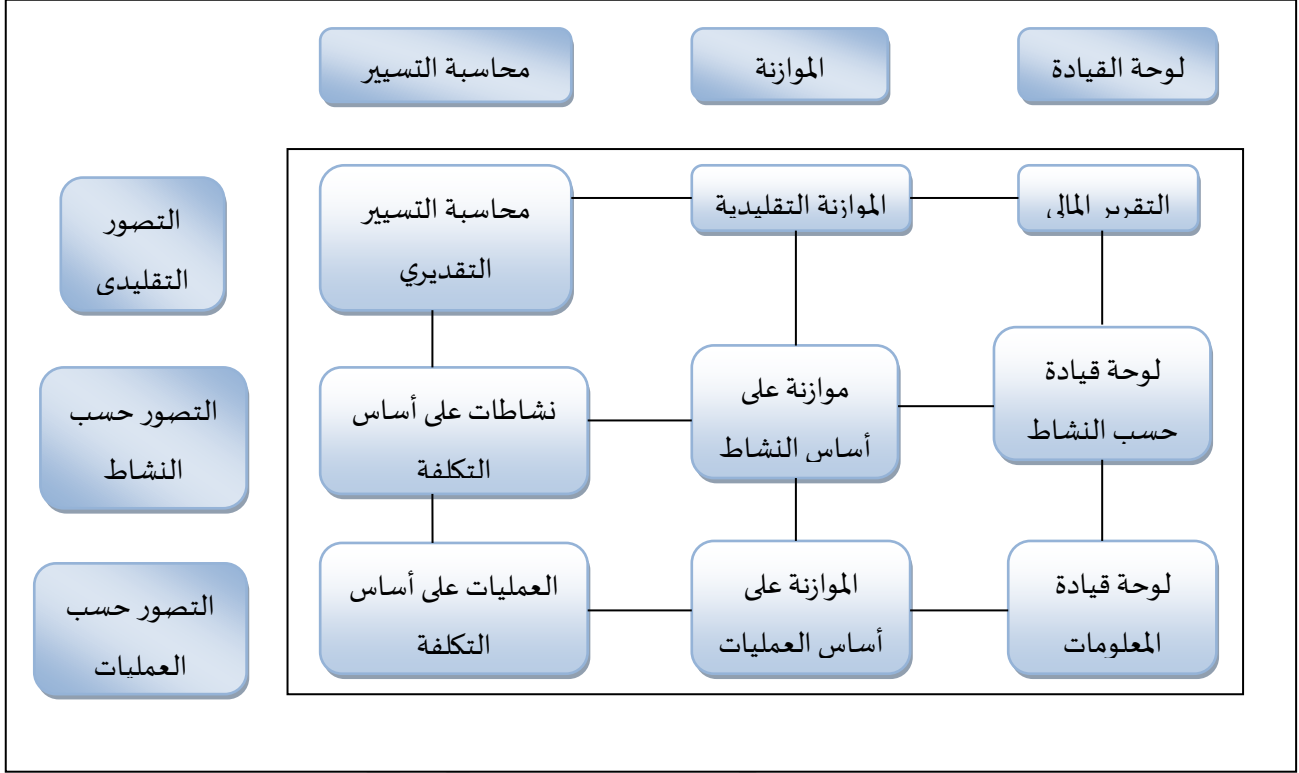 لوحة القيادة
الموازنة
محاسبة التسيير
التقرير المالي
الموازنة التقليدية
محاسبة التسيير
التقديري
التصور
التقليدي
لوحة قيادة
حسب النشاط
موازنة على
أساس النشاط
نشاطات على أساس
التكلفة
التصور حسب
النشاط
لوحة قيادة
المعلومات
الموازنة على
أساس العمليات
العمليات على أساس
التكلفة
التصور حسب
العمليات